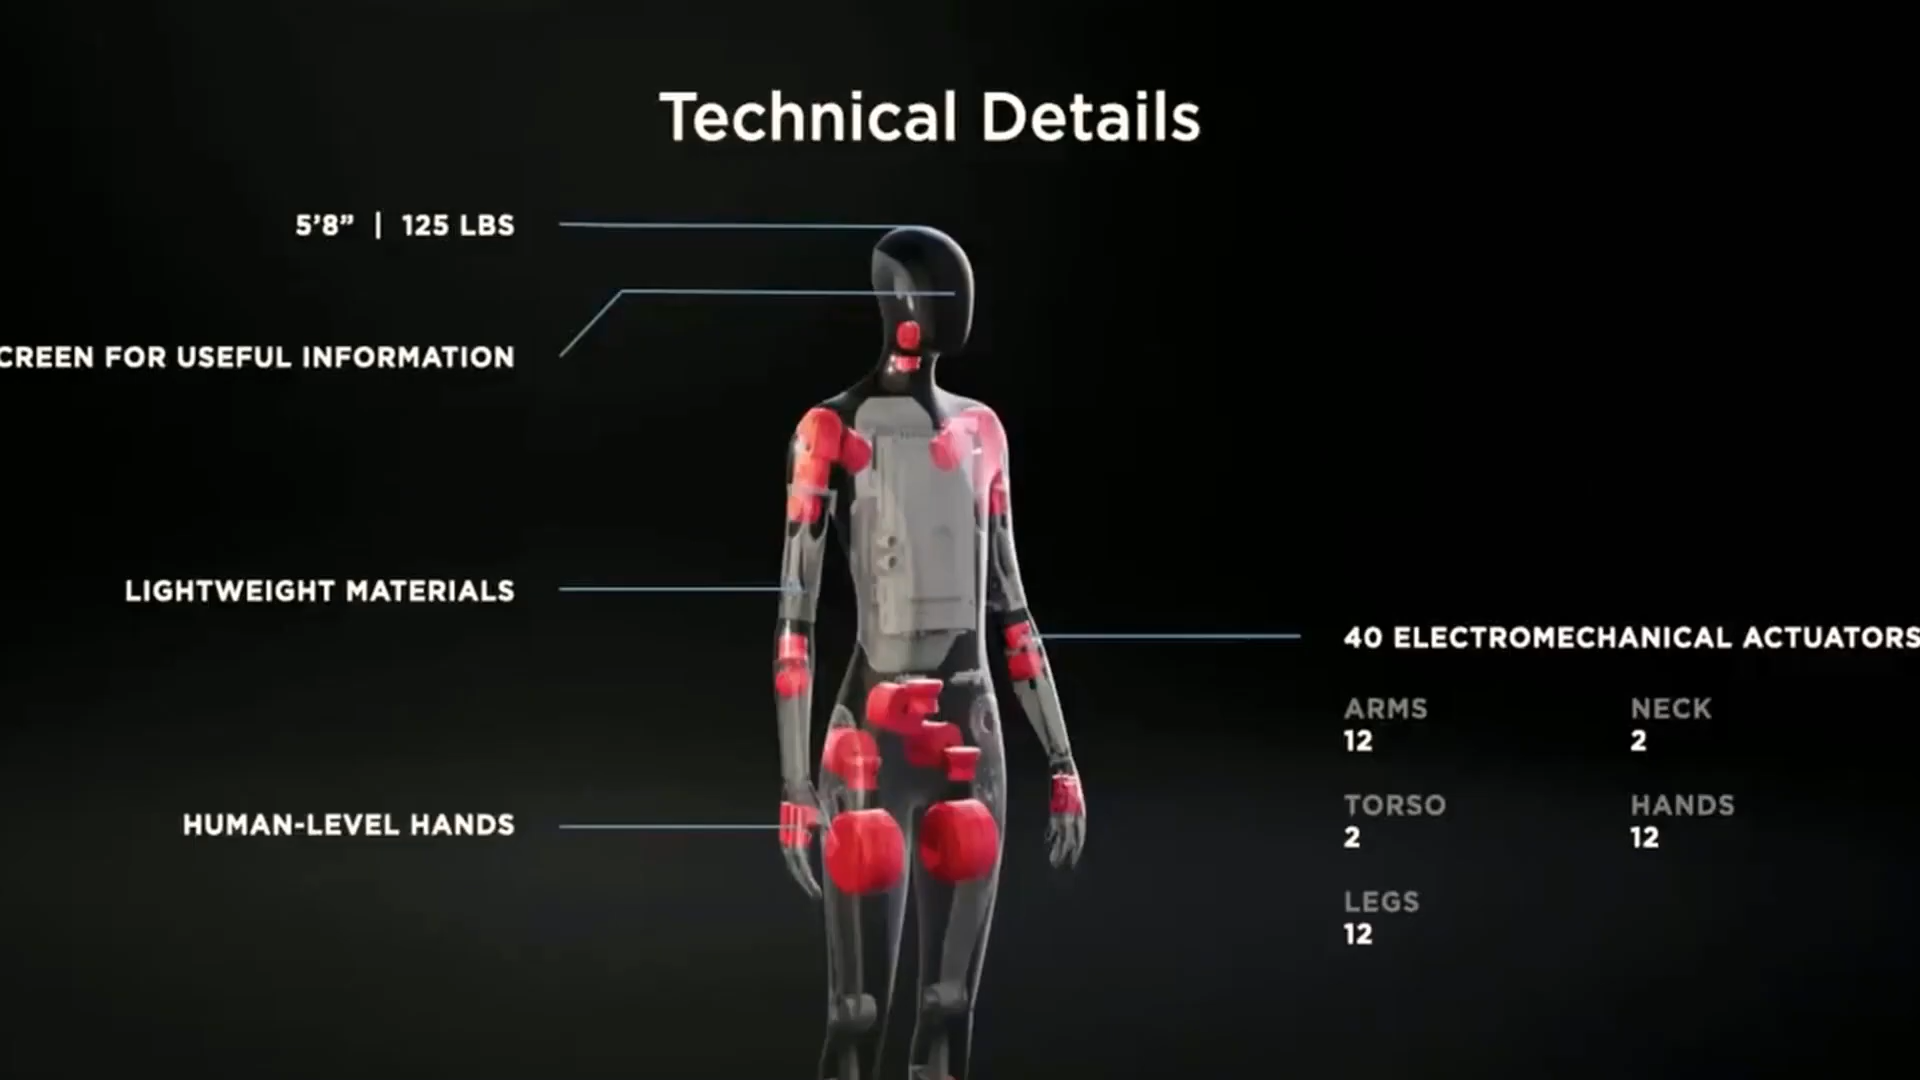 Technical Details
5’8” | 125 LBS
CREEN FOR USEFUL INFORMATION
LIGHTWEIGHT MATERIALS
HUMAN-LEVEL HANDS
40 ELECTROMECHANICAL ACTUATORS
ARMS
12
NECK
2
TORSO
2
HANDS
12
LEGS
12